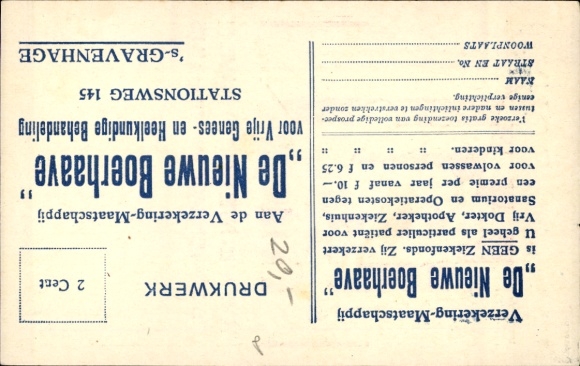 Verzekering-Maatschappij
„De Nieuwe Boerhaave”
is GEEN Ziekenfonds. Zij verzekert
U geheel als particulier patiënt voor
Vrij Dokter, Apotheker, Ziekenhuis,
Sanatorium en Operatiekosten tegen
een premie per jaar vanaf f 10.—
voor volwassen personen en f 6.25
voor kinderen. " " " "
Verzoeke gratis toezending van volledige prospec-
tussen en nadere inlichtingen te verstrekken zonder
eenige verplichting.
NAAM
STRAAT EN No.
WOONPLAATS
DRUKWERK
2 Cent
20,-
Aan de Verzekering-Maatschappij
„De Nieuwe Boerhaave”
voor Vrije Genees- en Heelkundige Behandeling
STATIONSWEG 145
's-GRAVENHAGE